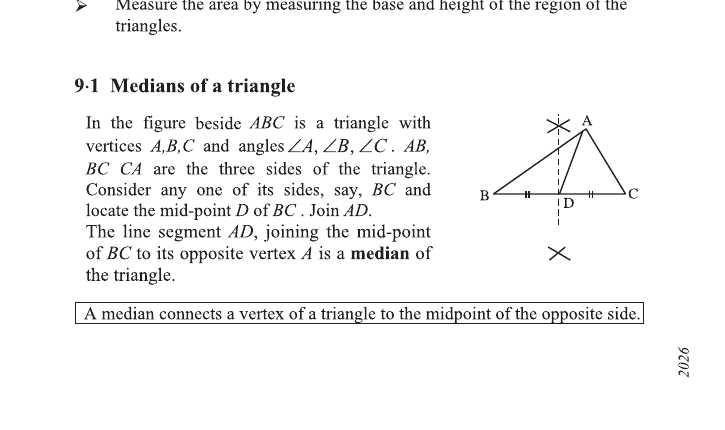 ➢ Measure the area by measuring the base and height of the region of the
triangles.
9·1 Medians of a triangle
In the figure beside ABC is a triangle with
vertices A,B,C and angles ∠A, ∠B, ∠C . AB,
BC CA are the three sides of the triangle.
Consider any one of its sides, say, BC and
locate the mid-point D of BC . Join AD.
The line segment AD, joining the mid-point
of BC to its opposite vertex A is a median of
the triangle.
A
B
D
C
A median connects a vertex of a triangle to the midpoint of the opposite side.
2026